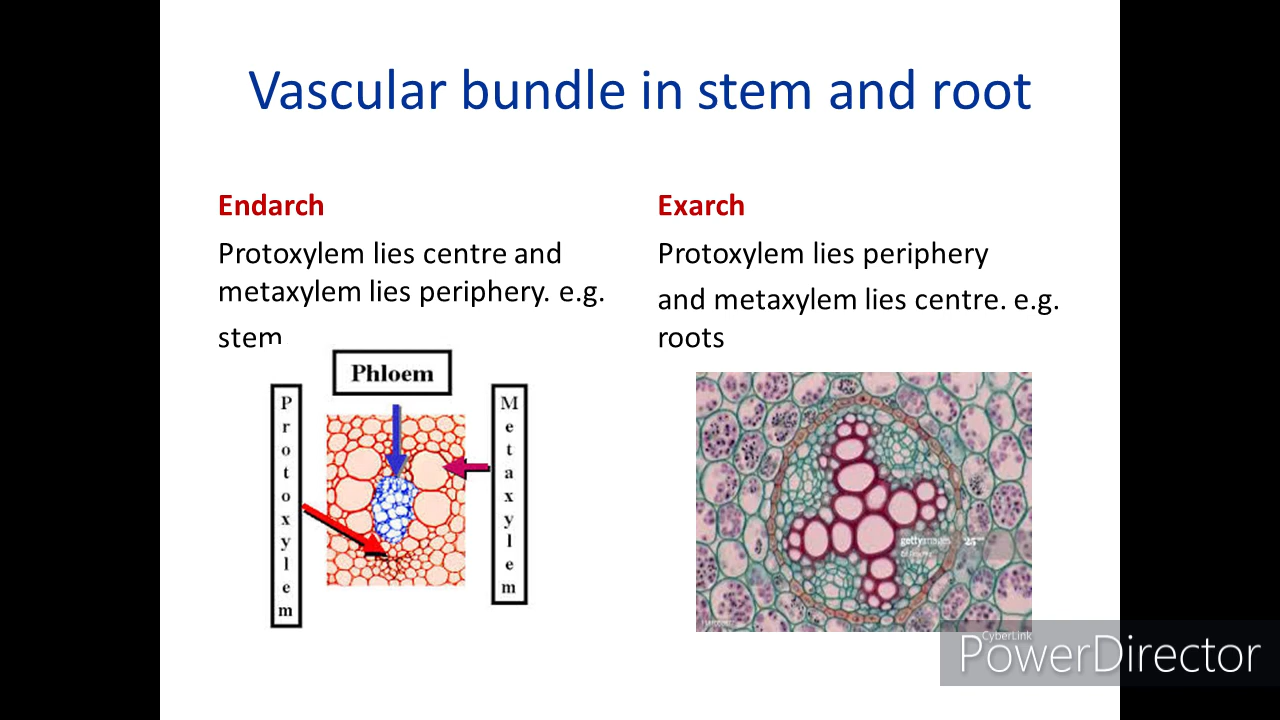 Vascular bundle in stem and root
Endarch
Protoxylem lies centre and
metaxylem lies periphery. e.g.
stem
Exarch
Protoxylem lies periphery
and metaxylem lies centre. e.g.
roots
Phloem
Protoxylem
Metaxylem
gettyimages
CyberLink
PowerDirector